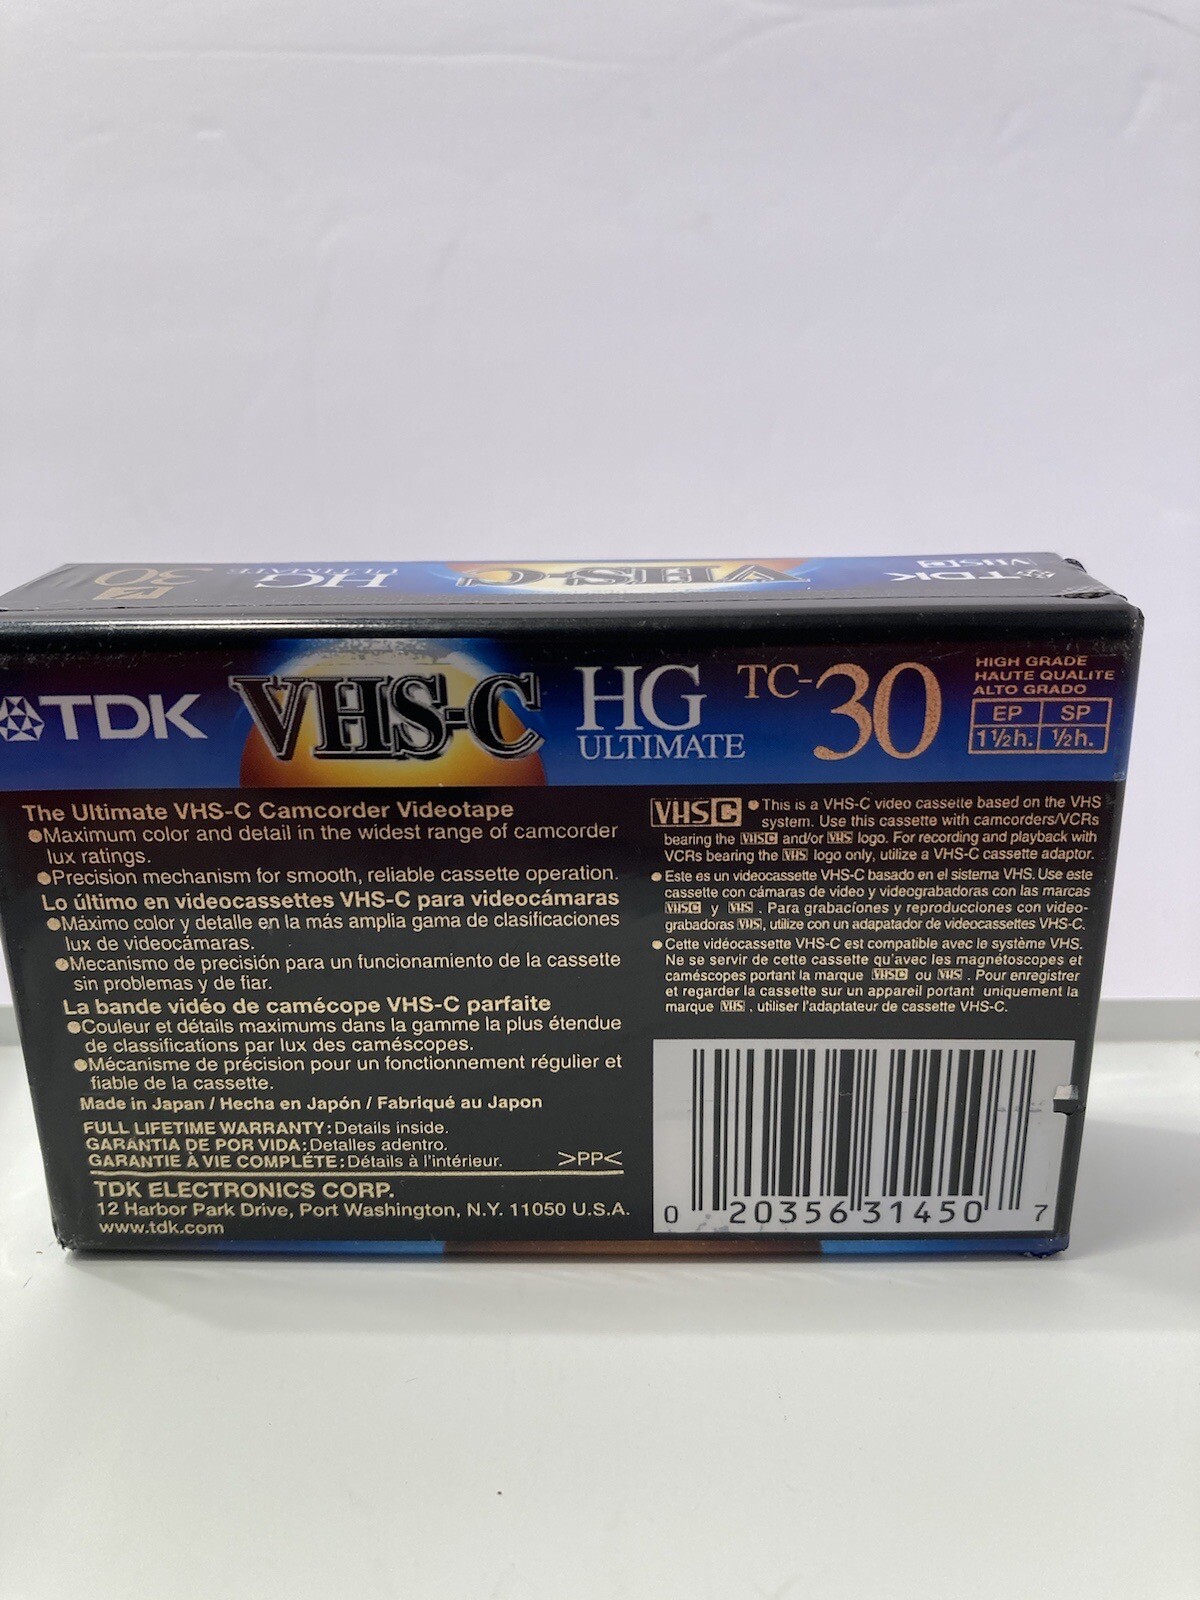 30 HG ULTIMATE VHS-C VHSC TDK
TDK VHS-C HG ULTIMATE TC-30
HIGH GRADE
HAUTE QUALITE
ALTO GRADO
EP SP
1½h. ½h.
The Ultimate VHS-C Camcorder Videotape
●Maximum color and detail in the widest range of camcorder
lux ratings.
●Precision mechanism for smooth, reliable cassette operation.
Lo último en videocassettes VHS-C para videocámaras
●Máximo color y detalle en la más amplia gama de clasificaciones
lux de videocámaras.
●Mecanismo de precisión para un funcionamiento de la cassette
sin problemas y de fiar.
La bande vidéo de camécope VHS-C parfaite
●Couleur et détails maximums dans la gamme la plus étendue
de classifications par lux des caméscopes.
●Mécanisme de précision pour un fonctionnement régulier et
fiable de la cassette.
Made in Japan / Hecha en Japón / Fabriqué au Japon
FULL LIFETIME WARRANTY: Details inside.
GARANTIA DE POR VIDA: Detalles adentro.
GARANTIE À VIE COMPLÉTE: Détails à l'intérieur.
>PP<
TDK ELECTRONICS CORP.
12 Harbor Park Drive, Port Washington, N.Y. 11050 U.S.A.
www.tdk.com
VHSC ● This is a VHS-C video cassette based on the VHS
system. Use this cassette with camcorders/VCRs
bearing the VHSC and/or VHS logo. For recording and playback with
VCRs bearing the VHS logo only, utilize a VHS-C cassette adaptor.
● Este es un videocassette VHS-C basado en el sistema VHS. Use este
cassette con cámaras de video y videograbadoras con las marcas
VHSC y VHS. Para grabacíones y reproducciones con video-
grabadoras VHS, utilize con un adapatador de videocassettes VHS-C.
● Cette vidéocassette VHS-C est compatible avec le système VHS.
Ne se servir de cette cassette qu'avec les magnétoscopes et
caméscopes portant la marque VHSC ou VHS. Pour enregistrer
et regarder la cassette sur un appareil portant uniquement la
marque VHS, utiliser l'adaptateur de cassette VHS-C.
0 20356 31450 7